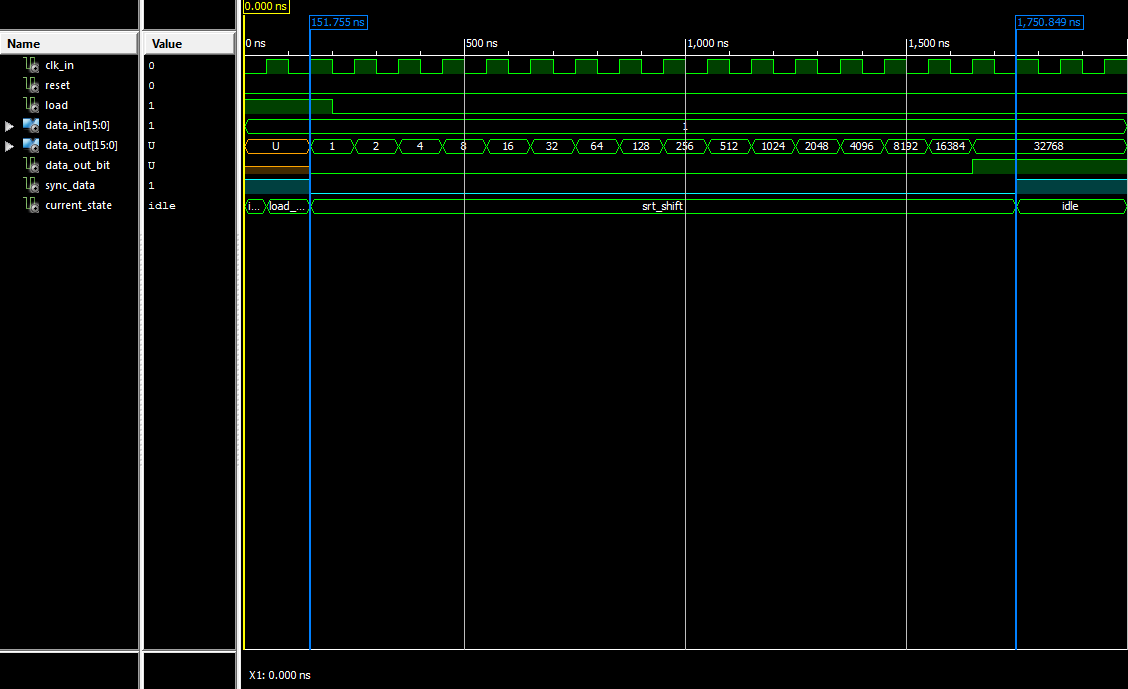 0.000 ns
151.755 ns 1,750.849 ns
Name Value 0 ns 500 ns 1,000 ns 1,500 ns
clk_in 0
reset 0
load 1
data_in[15:0] 1 1
data_out[15:0] U U 1 2 4 8 16 32 64 128 256 512 1024 2048 4096 8192 16384 32768
data_out_bit U
sync_data 1
current_state idle i... load_... srt_shift idle
X1: 0.000 ns